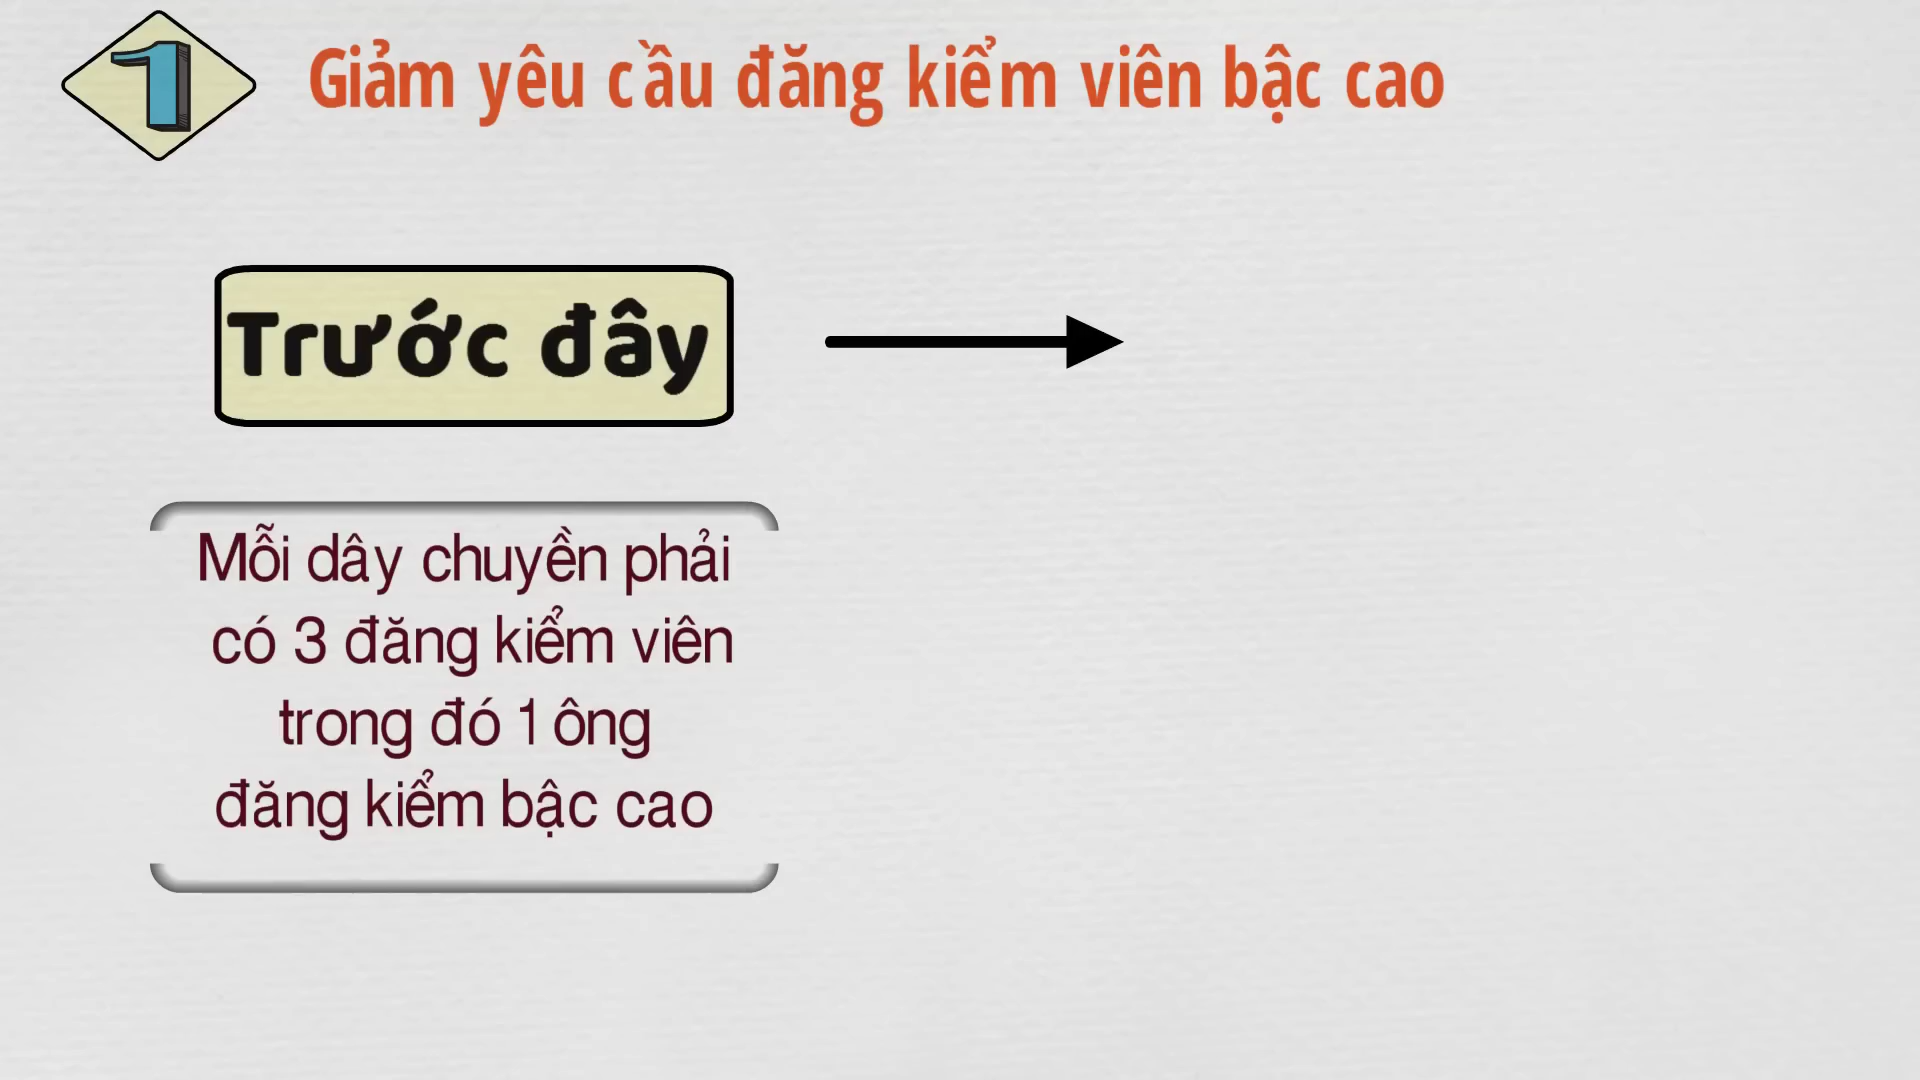 1
Giảm yêu cầu đăng kiểm viên bậc cao
Trước đây
Mỗi dây chuyền phải
có 3 đăng kiểm viên
trong đó 1 ông
đăng kiểm bậc cao